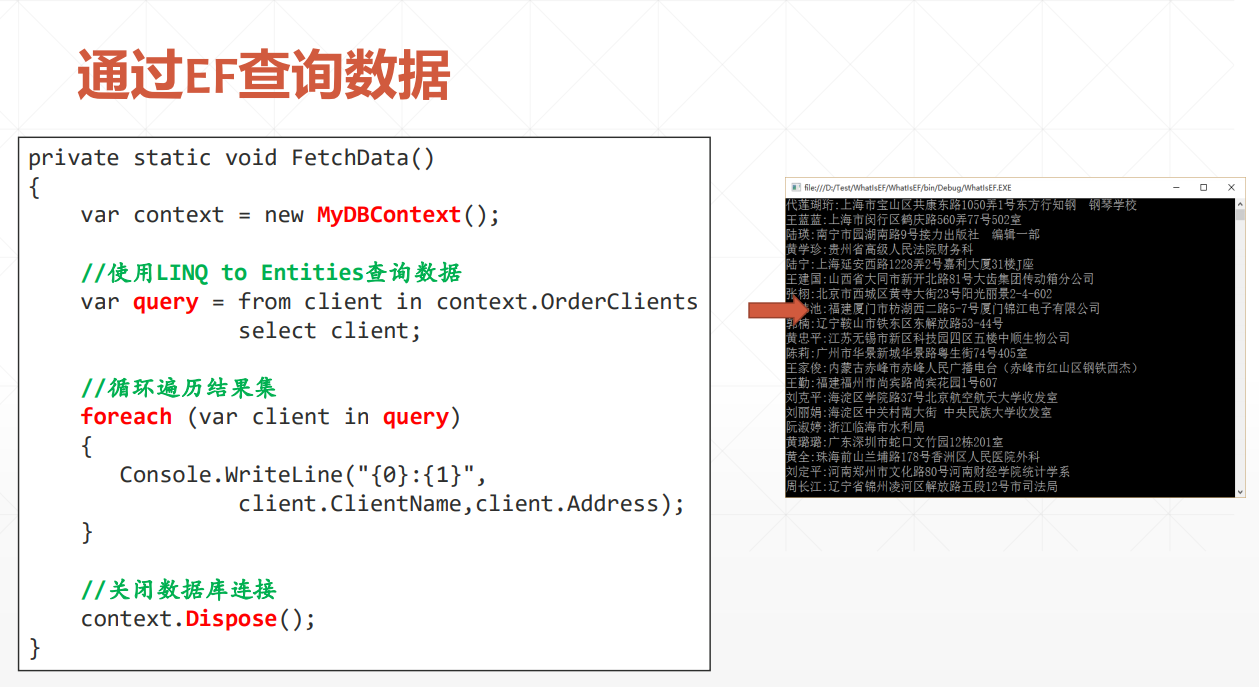 通过EF查询数据
private static void FetchData()
{
var context = new MyDBContext();
//使用LINQ to Entities查询数据
var query = from client in context.OrderClients
select client;
//循环遍历结果集
foreach (var client in query)
{
Console.WriteLine("{0}:{1}",
client.ClientName,client.Address);
}
//关闭数据库连接
context.Dispose();
}
file:///D:/Test/WhatIsEF/WhatIsEF/bin/Debug/WhatIsEF.EXE
代莲瑚珩:上海市宝山区共康东路1050弄1号东方行知钢　钢琴学校
王蓝蓝:上海市闵行区鹤庆路560弄77号502室
陆瑛:南宁市园湖南路9号接力出版社　编辑一部
黄学珍:贵州省高级人民法院财务科
陆宁:上海延安西路1228弄2号嘉利大厦31楼J座
王建国:山西省大同市新开北路81号大齿集团传动箱分公司
张栩:北京市西城区黄寺大街23号阳光丽景2-4-602
池:福建厦门市枋湖西二路5-7号厦门锦江电子有限公司
郭楠:辽宁鞍山市铁东区东解放路53-44号
黄忠平:江苏无锡市新区科技园四区五楼中顺生物公司
陈莉:广州市华景新城华景路粤生街74号405室
王家俊:内蒙古赤峰市赤峰人民广播电台（赤峰市红山区钢铁西杰）
王勤:福建福州市尚宾路尚宾花园1号607
刘克平:海淀区学院路37号北京航空航天大学收发室
刘丽娟:海淀区中关村南大街 中央民族大学收发室
阮淑婷:浙江临海市水利局
黄璐璐:广东深圳市蛇口文竹园12栋201室
黄全:珠海前山兰埔路178号香洲区人民医院外科
刘定平:河南郑州市文化路80号河南财经学院统计学系
周长江:辽宁省锦州凌河区解放路五段12号市司法局